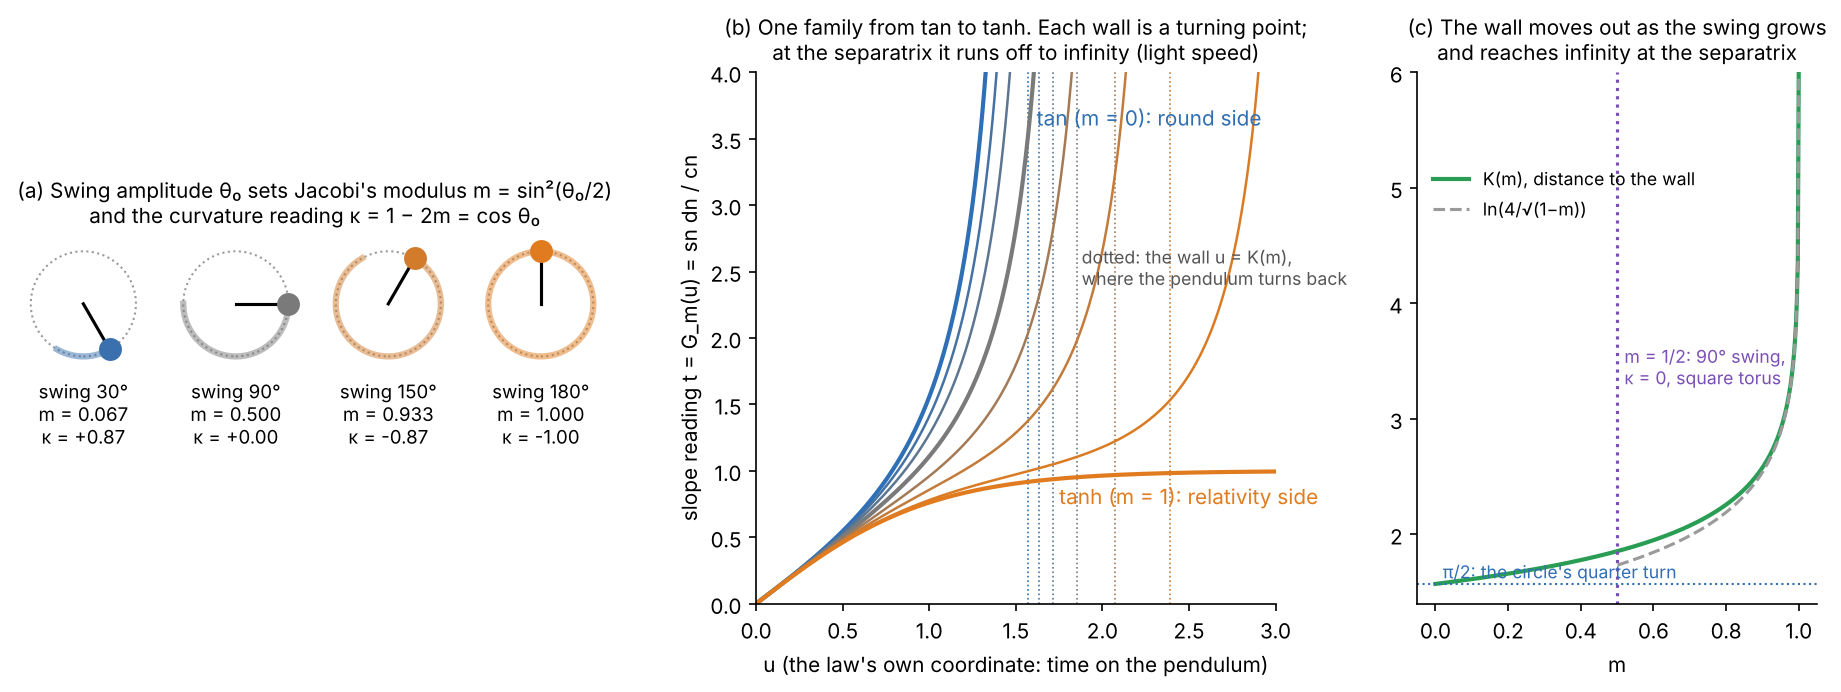 (a) Swing amplitude θ₀ sets Jacobi's modulus m = sin²(θ₀/2)
and the curvature reading κ = 1 − 2m = cos θ₀
swing 30°
m = 0.067
κ = +0.87
swing 90°
m = 0.500
κ = +0.00
swing 150°
m = 0.933
κ = -0.87
swing 180°
m = 1.000
κ = -1.00
(b) One family from tan to tanh. Each wall is a turning point;
at the separatrix it runs off to infinity (light speed)
slope reading t = G_m(u) = sn dn / cn
4.0
3.5
3.0
2.5
2.0
1.5
1.0
0.5
0.0
tan (m = 0): round side
dotted: the wall u = K(m),
where the pendulum turns back
tanh (m = 1): relativity side
0.0 0.5 1.0 1.5 2.0 2.5 3.0
u (the law's own coordinate: time on the pendulum)
(c) The wall moves out as the swing grows
and reaches infinity at the separatrix
6
5
4
3
2
K(m), distance to the wall
ln(4/√(1−m))
m = 1/2: 90° swing,
κ = 0, square torus
π/2: the circle's quarter turn
0.0 0.2 0.4 0.6 0.8 1.0
m